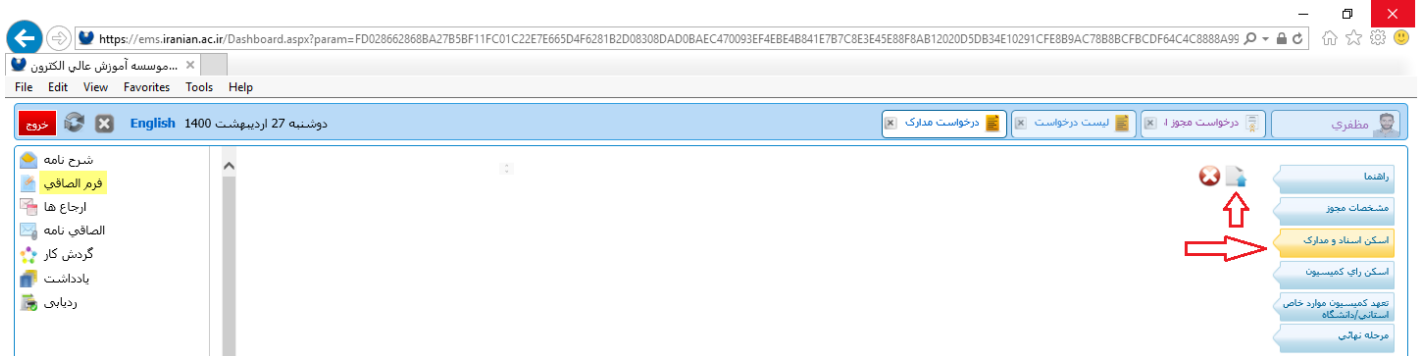 https://ems.iranian.ac.ir/Dashboard.aspx?param=FD028662868BA27B5BF11FC01C22E7E665D4F6281B2D08308DAD0BAEC470093EF4EBE4B841E7B7C8E3E45E88F8AB12020D5DB34E10291CFE8B9AC78B8BCFBCDF64C4C8888A99
موسسه آموزش عالي الکترون...
File Edit View Favorites Tools Help
مظفري
درخواست مجوز ا
ليست درخواست
درخواست مدارک
دوشنبه 27 ارديبهشت 1400
English
خروج
راهنما
مشخصات مجوز
اسکن اسناد و مدارک
اسکن راي کميسيون
تعهد کميسيون موارد خاص
استاني/دانشگاه
مرحله نهائي
شرح نامه
فرم الصاقي
ارجاع ها
الصاقي نامه
گردش کار
يادداشت
رديابي